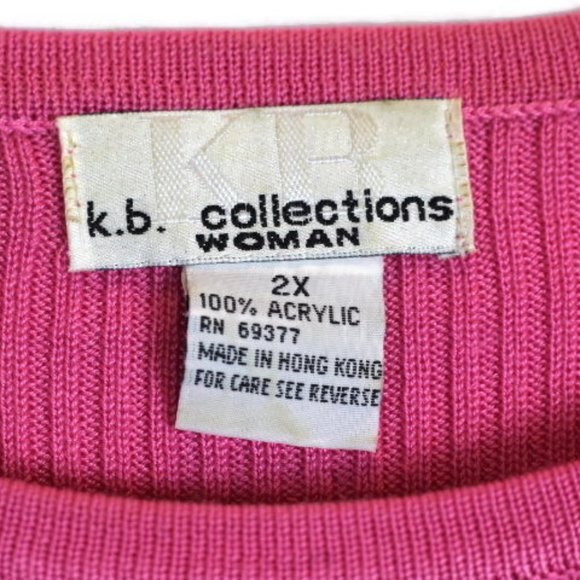 KB
k.b. collections
WOMAN
2X
100% ACRYLIC
RN 69377
MADE IN HONG KONG
FOR CARE SEE REVERSE